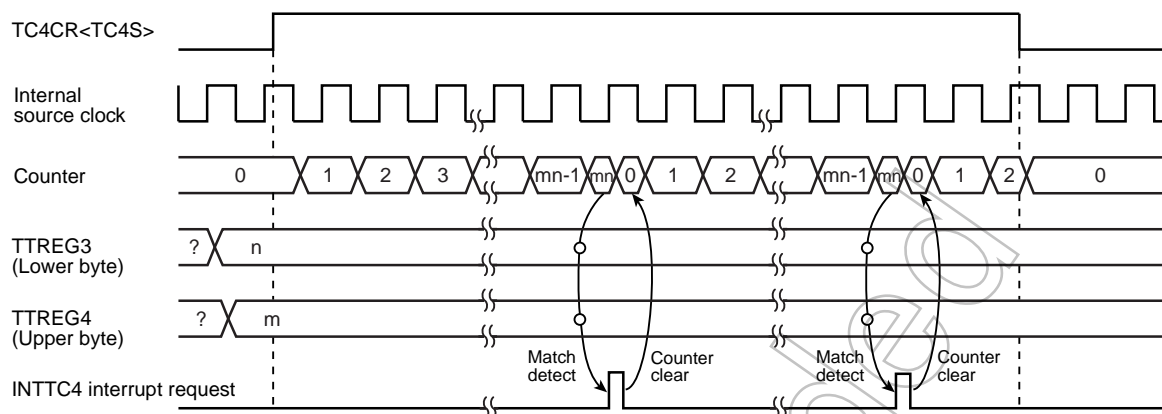 TC4CR<TC4S>
Internal
source clock
Counter
0 1 2 3 mn-1 mn 0 1 2 mn-1 mn 0 1 2 0
TTREG3
(Lower byte)
? n
TTREG4
(Upper byte)
? m
Match
detect
Counter
clear
Match
detect
Counter
clear
INTTC4 interrupt request